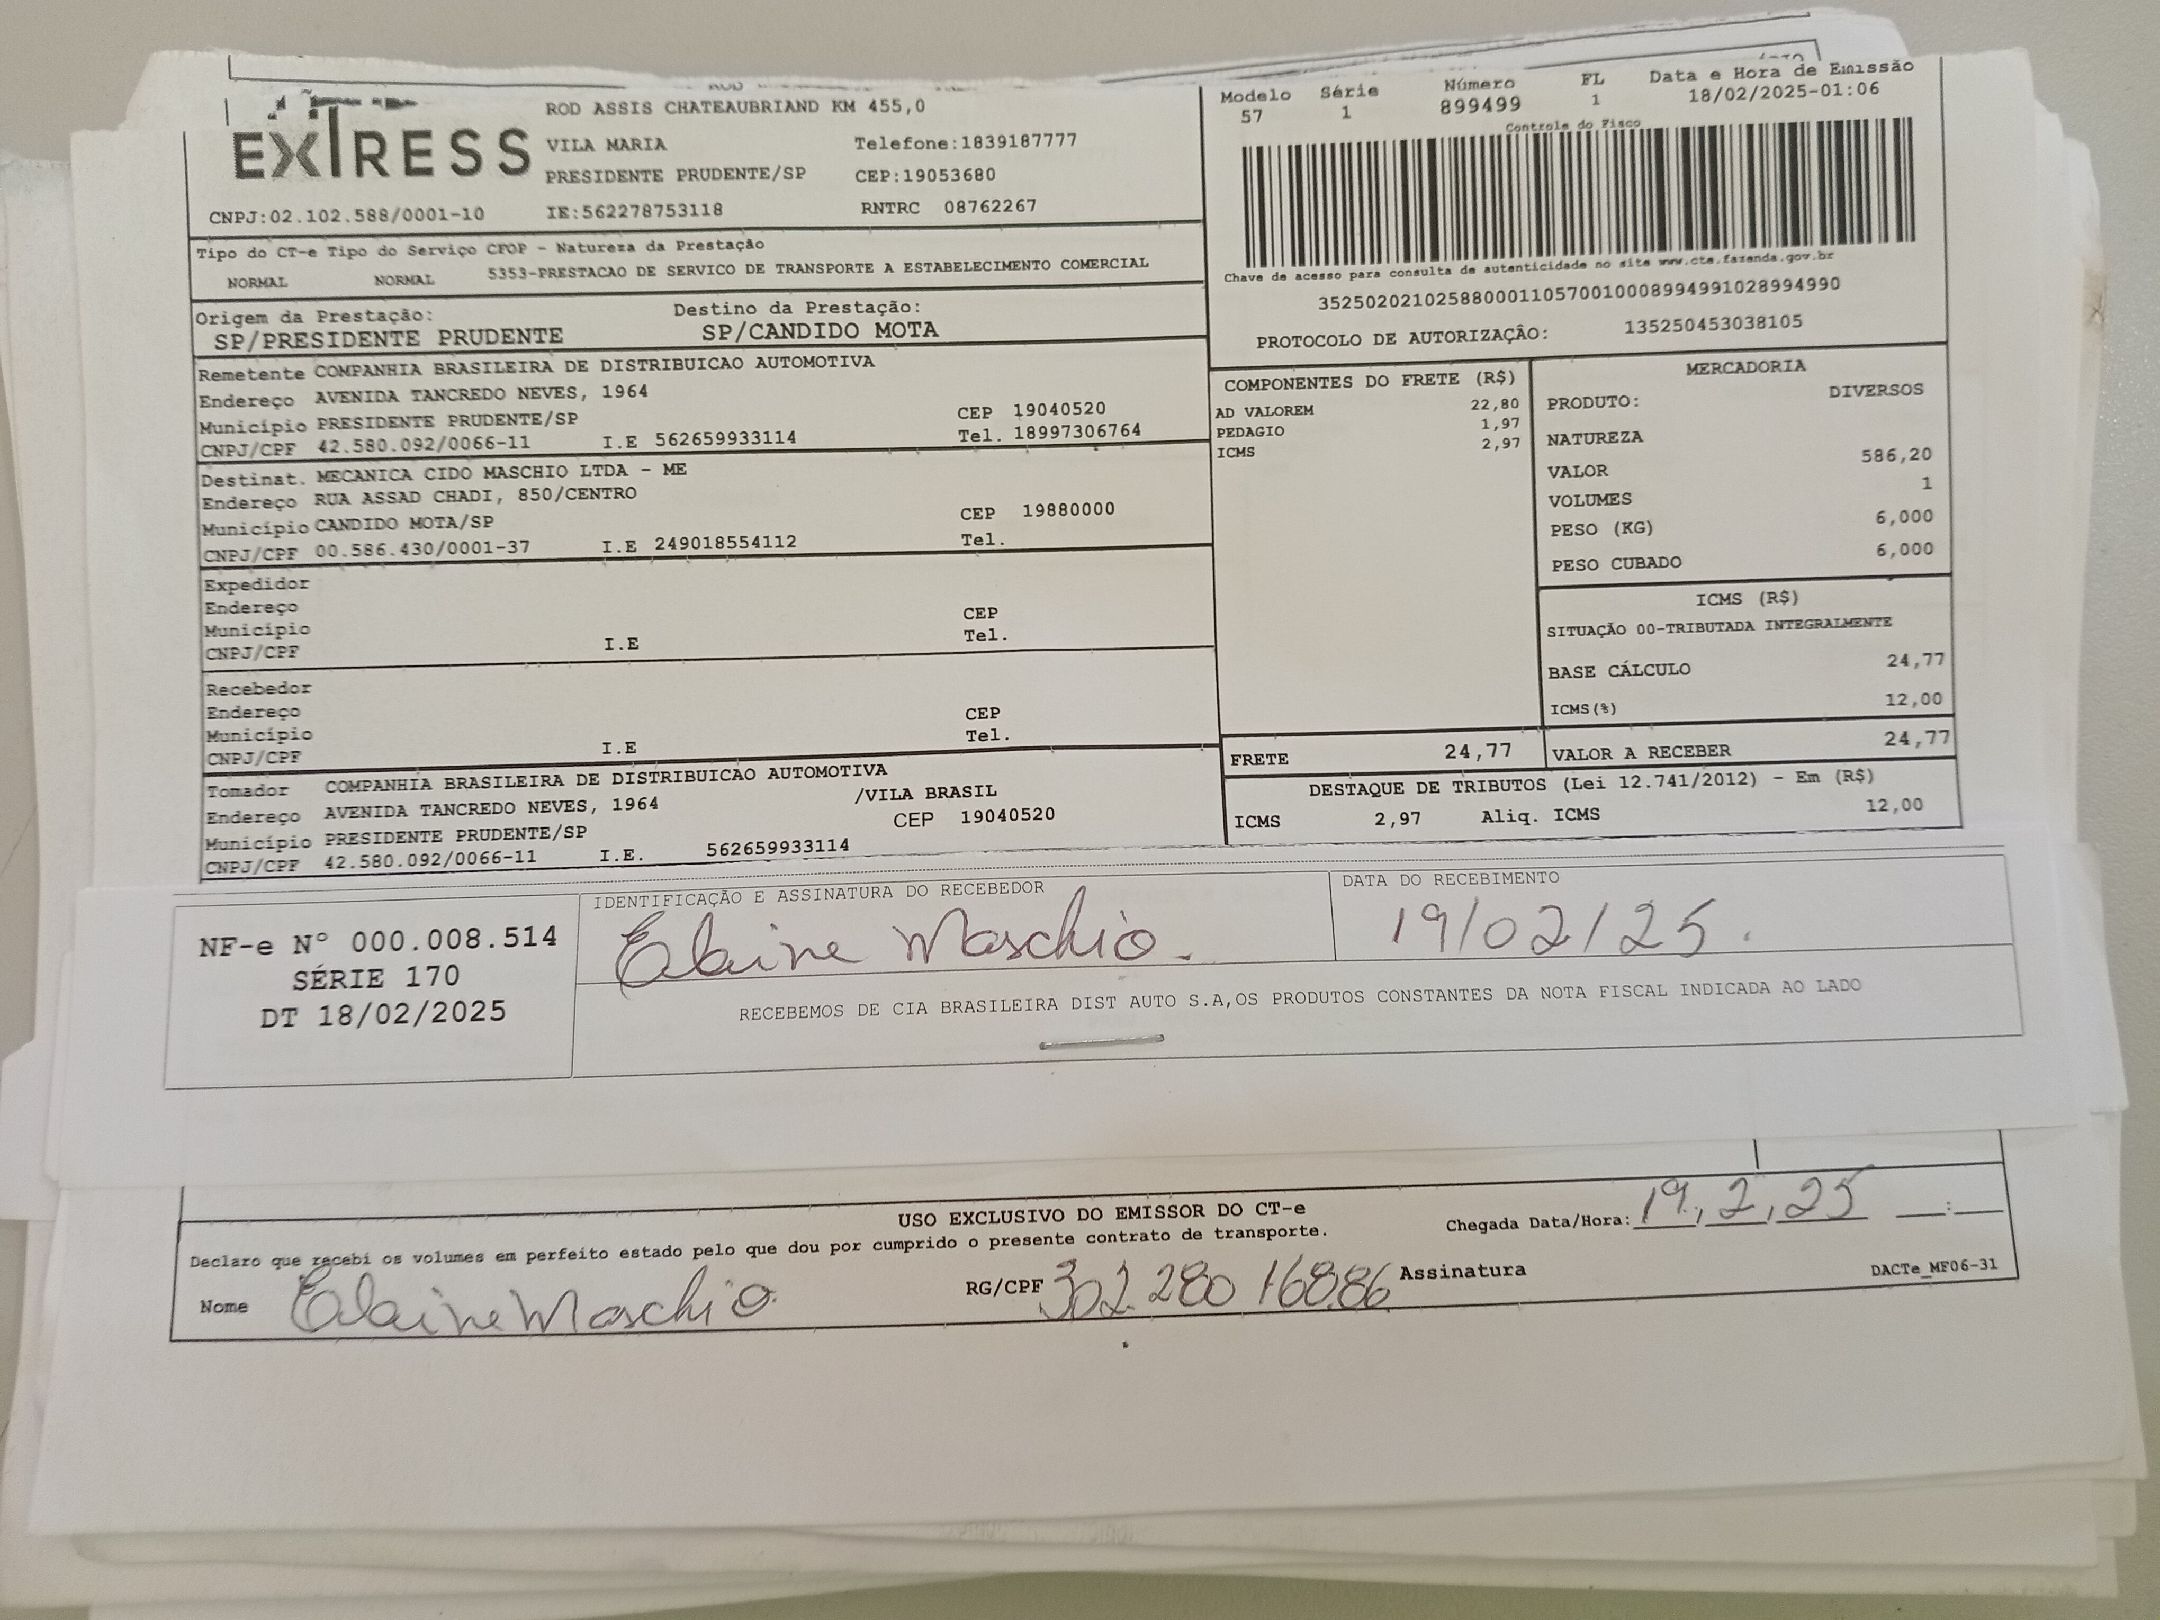 EXTRESS
ROD ASSIS CHATEAUBRIAND KM 455,0
VILA MARIA Telefone:1839187777
PRESIDENTE PRUDENTE/SP CEP:19053680
CNPJ:02.102.588/0001-10 IE:562278753118 RNTRC 08762267
Modelo Série Número FL Data e Hora de Emissão
57 1 899499 1 18/02/2025-01:06
Controle do Fisco
Chave de acesso para consulta de autenticidade no site www.cte.fazenda.gov.br
35250202102588000110570010008994991028994990
PROTOCOLO DE AUTORIZAÇÃO: 135250453038105
Tipo do CT-e Tipo do Serviço CFOP - Natureza da Prestação
NORMAL NORMAL 5353-PRESTACAO DE SERVICO DE TRANSPORTE A ESTABELECIMENTO COMERCIAL
Origem da Prestação: Destino da Prestação:
SP/PRESIDENTE PRUDENTE SP/CANDIDO MOTA
Remetente COMPANHIA BRASILEIRA DE DISTRIBUICAO AUTOMOTIVA
Endereço AVENIDA TANCREDO NEVES, 1964
Município PRESIDENTE PRUDENTE/SP CEP 19040520
CNPJ/CPF 42.580.092/0066-11 I.E 562659933114 Tel. 18997306764
Destinat. MECANICA CIDO MASCHIO LTDA - ME
Endereço RUA ASSAD CHADI, 850/CENTRO
Município CANDIDO MOTA/SP CEP 19880000
CNPJ/CPF 00.586.430/0001-37 I.E 249018554112 Tel.
Expedidor
Endereço
Município CEP
CNPJ/CPF I.E Tel.
Recebedor
Endereço
Município CEP
CNPJ/CPF I.E Tel.
Tomador COMPANHIA BRASILEIRA DE DISTRIBUICAO AUTOMOTIVA
Endereço AVENIDA TANCREDO NEVES, 1964 /VILA BRASIL
Município PRESIDENTE PRUDENTE/SP CEP 19040520
CNPJ/CPF 42.580.092/0066-11 I.E. 562659933114
COMPONENTES DO FRETE (R$)
AD VALOREM 22,80
PEDAGIO 1,97
ICMS 2,97
MERCADORIA
PRODUTO: DIVERSOS
NATUREZA
VALOR 586,20
VOLUMES 1
PESO (KG) 6,000
PESO CUBADO 6,000
ICMS (R$)
SITUAÇÃO 00-TRIBUTADA INTEGRALMENTE
BASE CÁLCULO 24,77
ICMS(%) 12,00
FRETE 24,77 VALOR A RECEBER 24,77
DESTAQUE DE TRIBUTOS (Lei 12.741/2012) - Em (R$)
ICMS 2,97 Aliq. ICMS 12,00
NF-e N° 000.008.514
SÉRIE 170
DT 18/02/2025
IDENTIFICAÇÃO E ASSINATURA DO RECEBEDOR
Elaine Maschio.
DATA DO RECEBIMENTO
19/02/25.
RECEBEMOS DE CIA BRASILEIRA DIST AUTO S.A,OS PRODUTOS CONSTANTES DA NOTA FISCAL INDICADA AO LADO
USO EXCLUSIVO DO EMISSOR DO CT-e
Declaro que recebi os volumes em perfeito estado pelo que dou por cumprido o presente contrato de transporte.
Chegada Data/Hora: 19, 2, 25 :
Nome Elaine Maschio. RG/CPF 302 280 168.86 Assinatura
DACTe_MF06-31